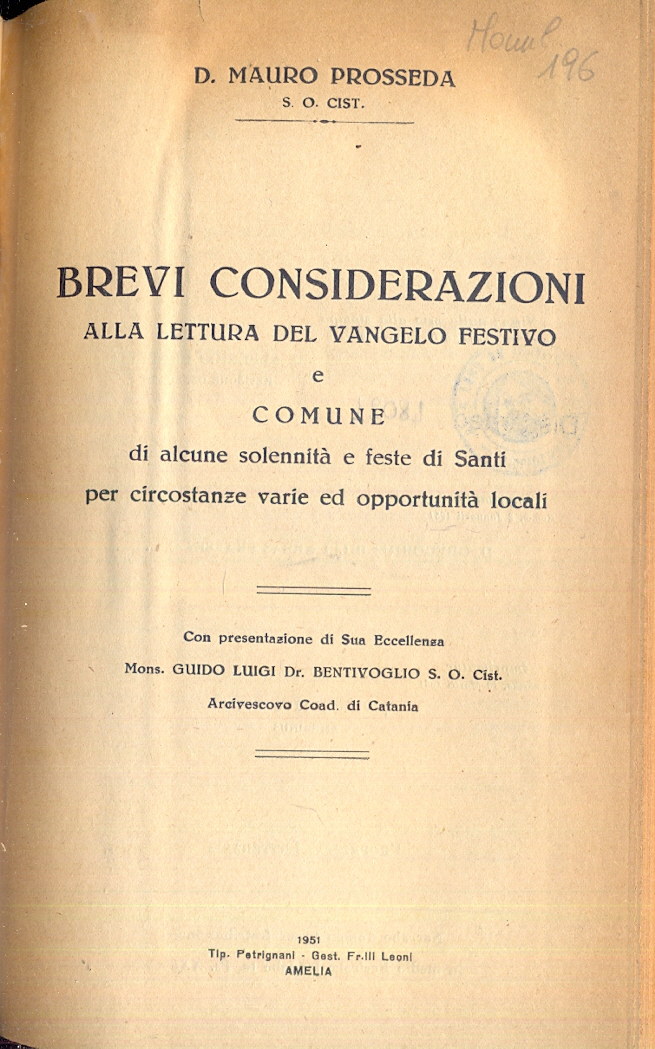 196
D. MAURO PROSSEDA
S. O. CIST.
BREVI CONSIDERAZIONI
ALLA LETTURA DEL VANGELO FESTIVO
e
COMUNE
di alcune solennità e feste di Santi
per circostanze varie ed opportunità locali
Con presentazione di Sua Eccellenza
Mons. GUIDO LUIGI Dr. BENTIVOGLIO S. O. Cist.
Arcivescovo Coad. di Catania
1951
Tip. Petrignani - Gest. Fr.lli Leoni
AMELIA